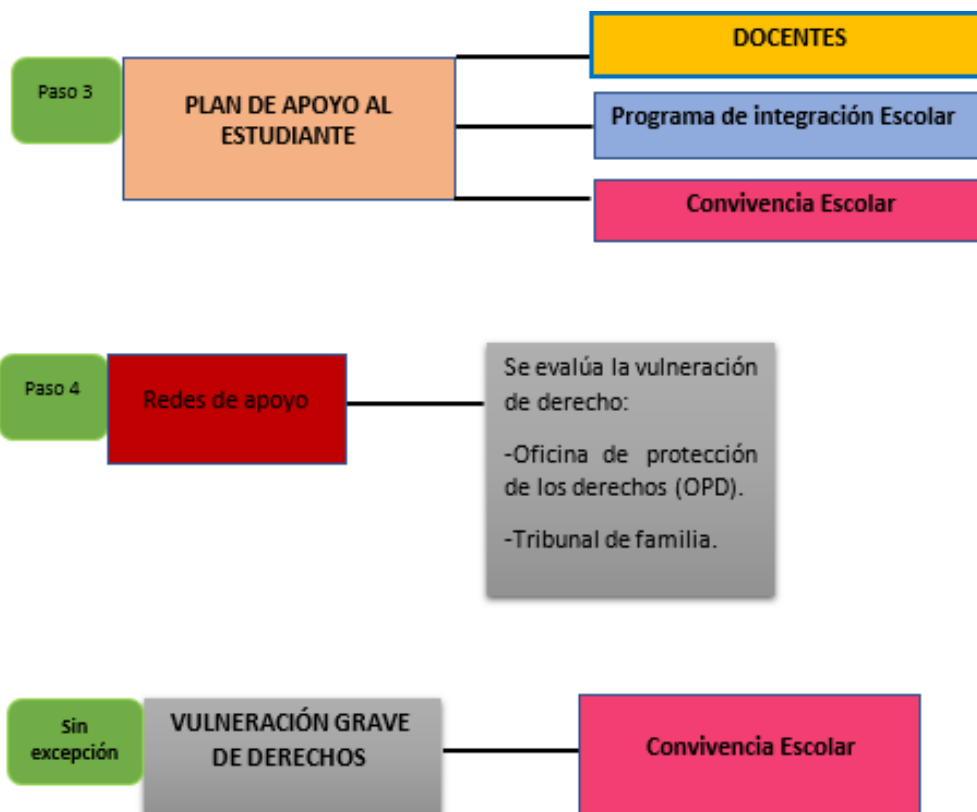 DOCENTES
Paso 3
PLAN DE APOYO AL
ESTUDIANTE
Programa de integración Escolar
Convivencia Escolar
Paso 4
Redes de apoyo
Se evalúa la vulneración
de derecho:
-Oficina de protección
de los derechos (OPD).
-Tribunal de familia.
Sin
excepción
VULNERACIÓN GRAVE
DE DERECHOS
Convivencia Escolar